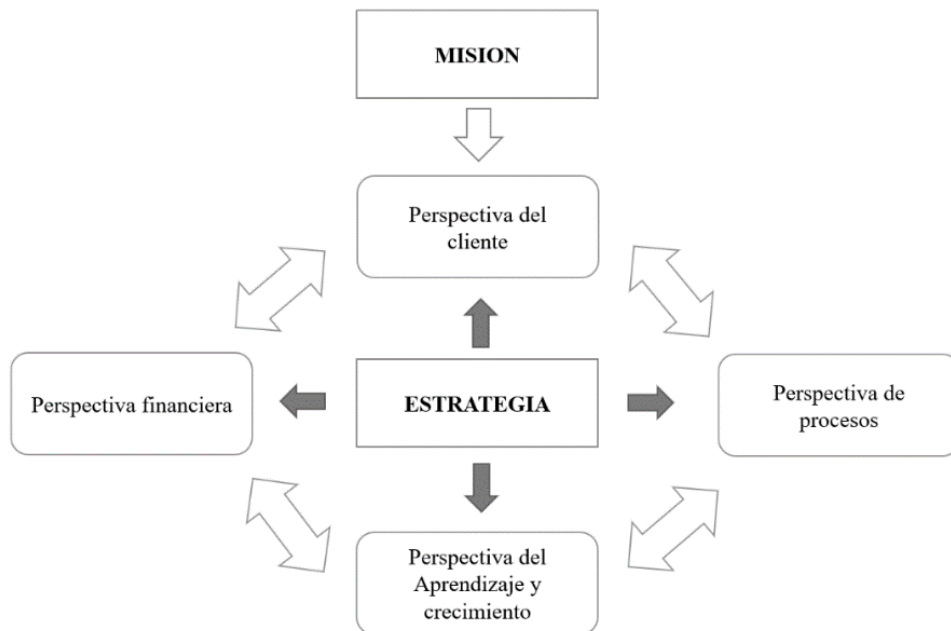 MISION
Perspectiva del
cliente
Perspectiva financiera
ESTRATEGIA
Perspectiva de
procesos
Perspectiva del
Aprendizaje y
crecimiento